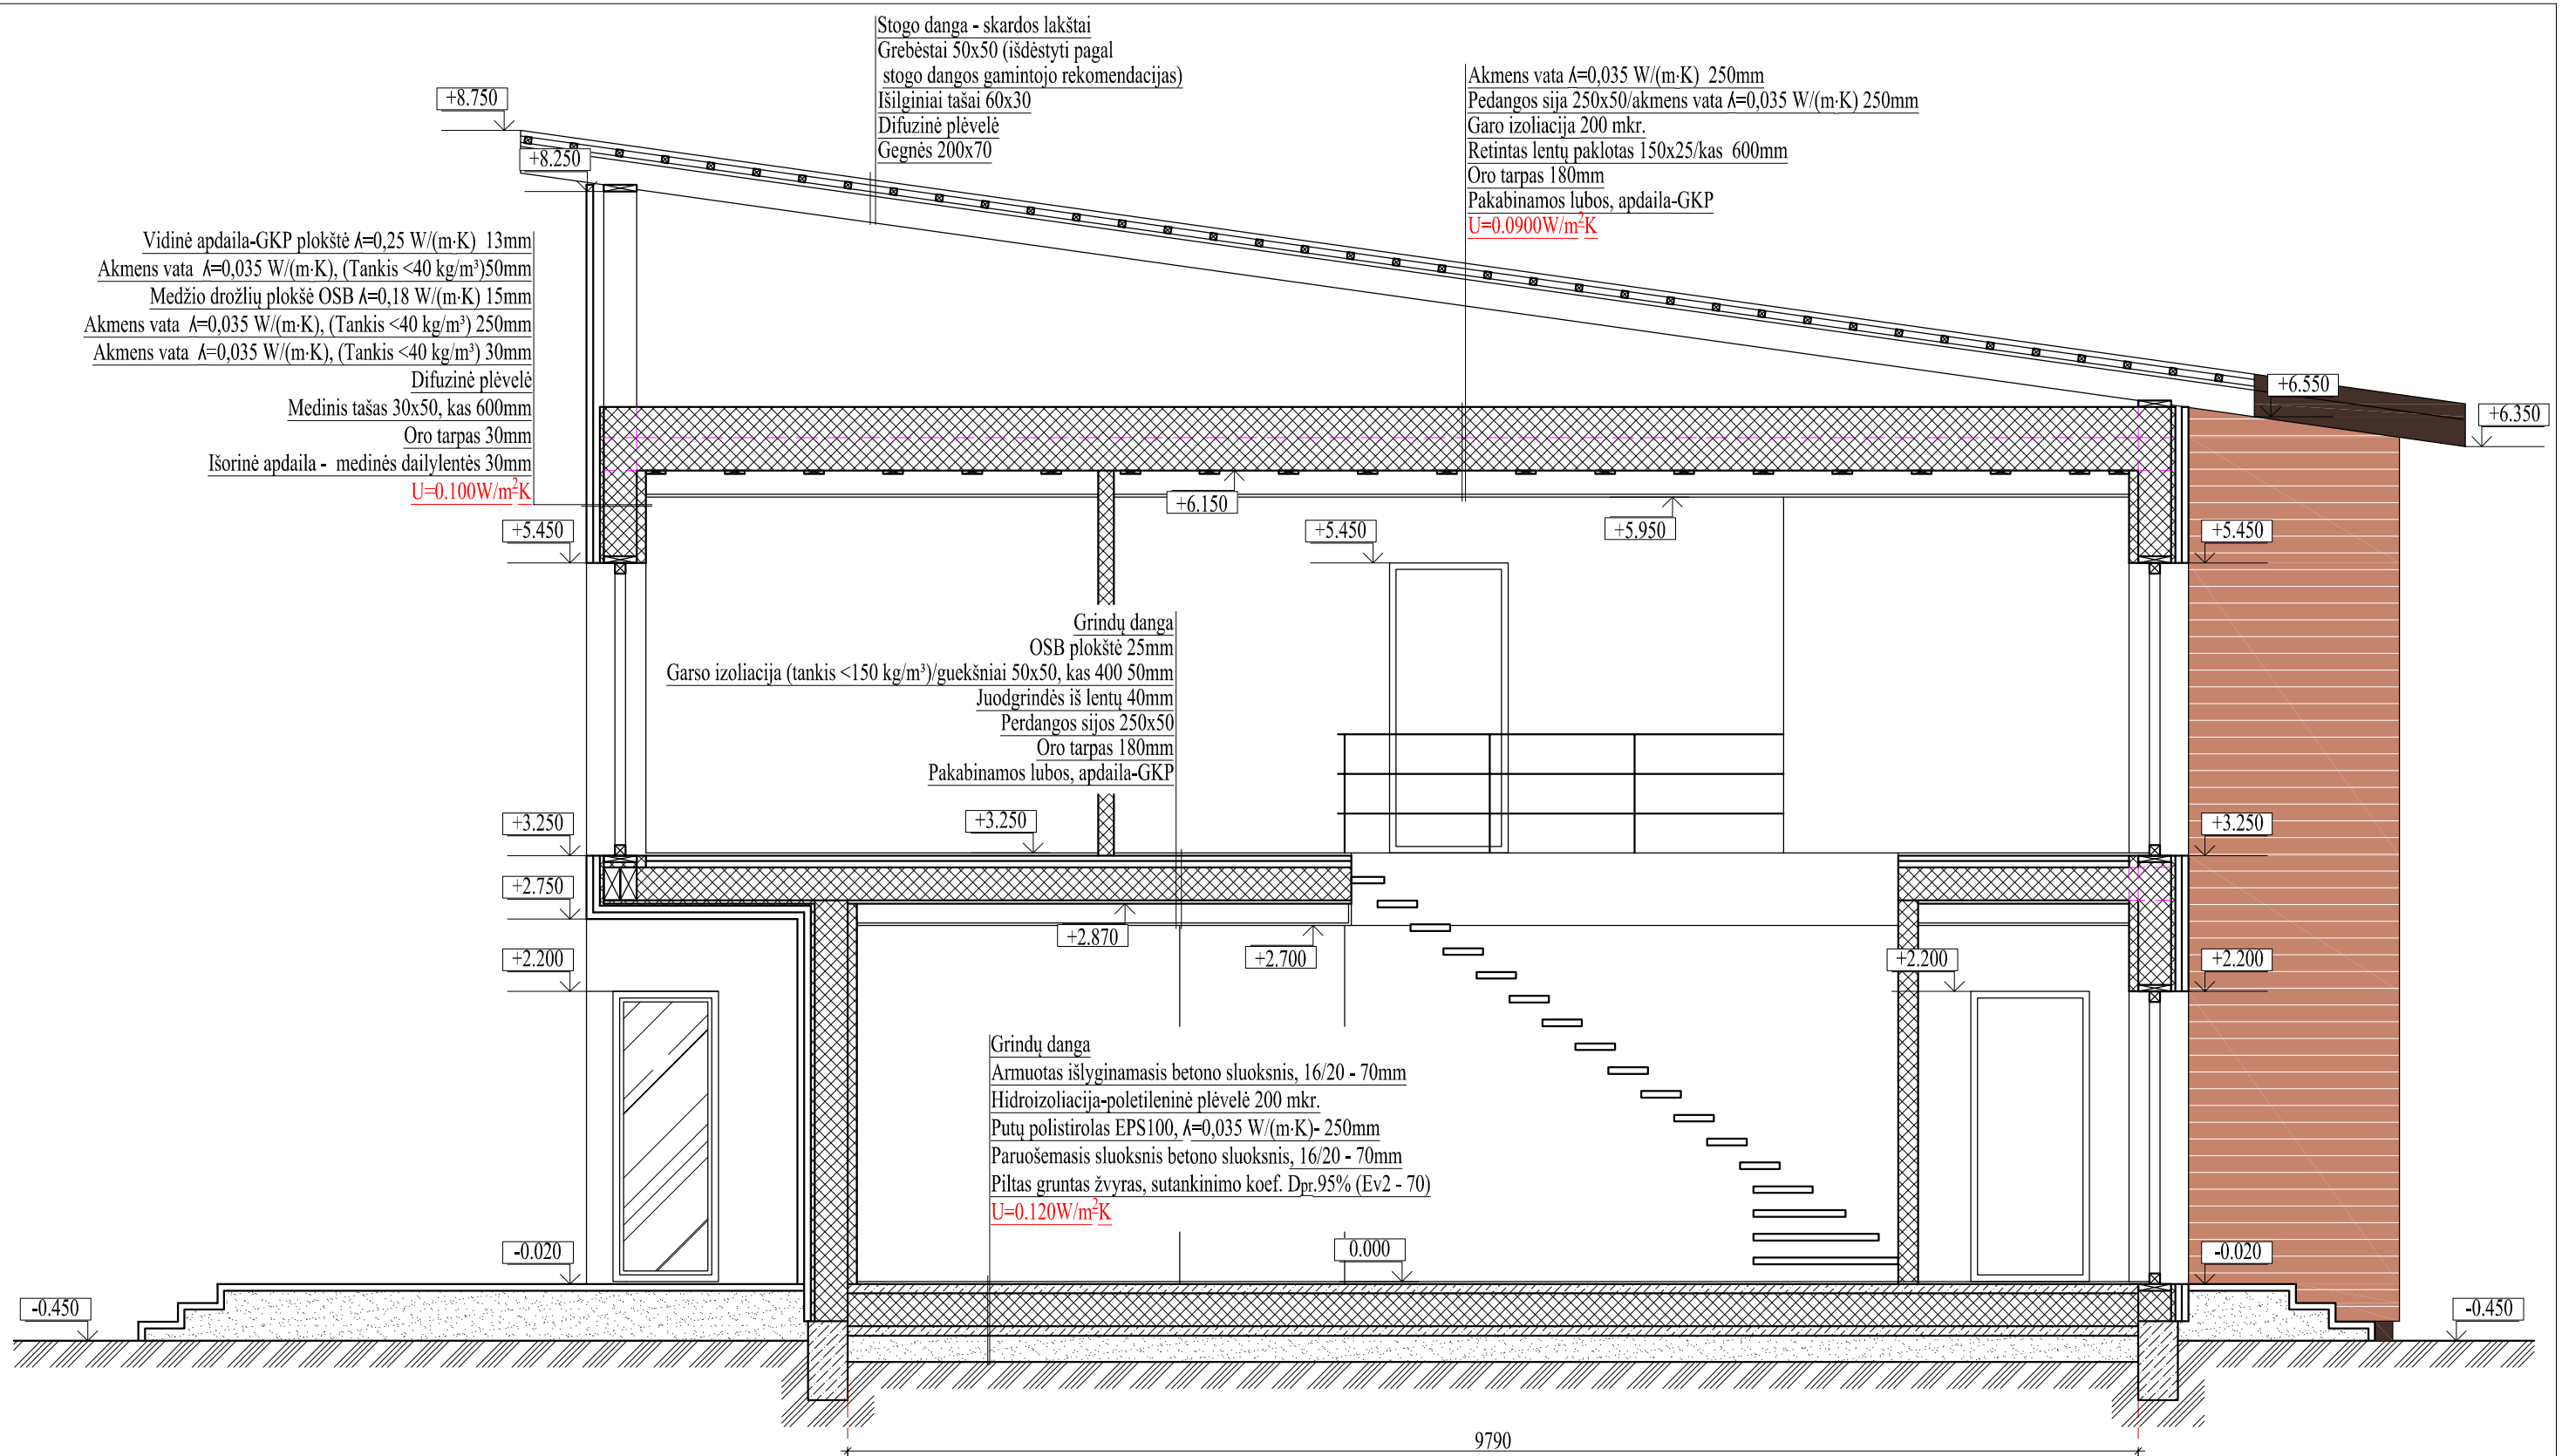 Stogo danga - skardos lakštai
Grebėstai 50x50 (išdėstyti pagal
stogo dangos gamintojo rekomendacijas)
Išilginiai tašai 60x30
Difuzinė plėvelė
Gegnės 200x70
Akmens vata ʎ=0,035 W/(m·K) 250mm
Pedangos sija 250x50/akmens vata ʎ=0,035 W/(m·K) 250mm
Garo izoliacija 200 mkr.
Retintas lentų paklotas 150x25/kas 600mm
Oro tarpas 180mm
Pakabinamos lubos, apdaila-GKP
U=0.0900W/m²K
+8.750
+8.250
Vidinė apdaila-GKP plokštė ʎ=0,25 W/(m·K) 13mm
Akmens vata ʎ=0,035 W/(m·K), (Tankis <40 kg/m³)50mm
Medžio drožlių plokšė OSB ʎ=0,18 W/(m·K) 15mm
Akmens vata ʎ=0,035 W/(m·K), (Tankis <40 kg/m³) 250mm
Akmens vata ʎ=0,035 W/(m·K), (Tankis <40 kg/m³) 30mm
Difuzinė plėvelė
Medinis tašas 30x50, kas 600mm
Oro tarpas 30mm
Išorinė apdaila - medinės dailylentės 30mm
U=0.100W/m²K
+6.550
+6.350
+6.150
+5.950
+5.450
+5.450
+5.450
Grindų danga
OSB plokštė 25mm
Garso izoliacija (tankis <150 kg/m³)/guekšniai 50x50, kas 400 50mm
Juodgrindės iš lentų 40mm
Perdangos sijos 250x50
Oro tarpas 180mm
Pakabinamos lubos, apdaila-GKP
+3.250
+3.250
+3.250
+2.750
+2.870
+2.700
+2.200
+2.200
+2.200
Grindų danga
Armuotas išlyginamasis betono sluoksnis, 16/20 - 70mm
Hidroizoliacija-poletileninė plėvelė 200 mkr.
Putų polistirolas EPS100, ʎ=0,035 W/(m·K)- 250mm
Paruošemasis sluoksnis betono sluoksnis, 16/20 - 70mm
Piltas gruntas žvyras, sutankinimo koef. Dpr.95% (Ev2 - 70)
U=0.120W/m²K
-0.020
0.000
-0.020
-0.450
-0.450
9790